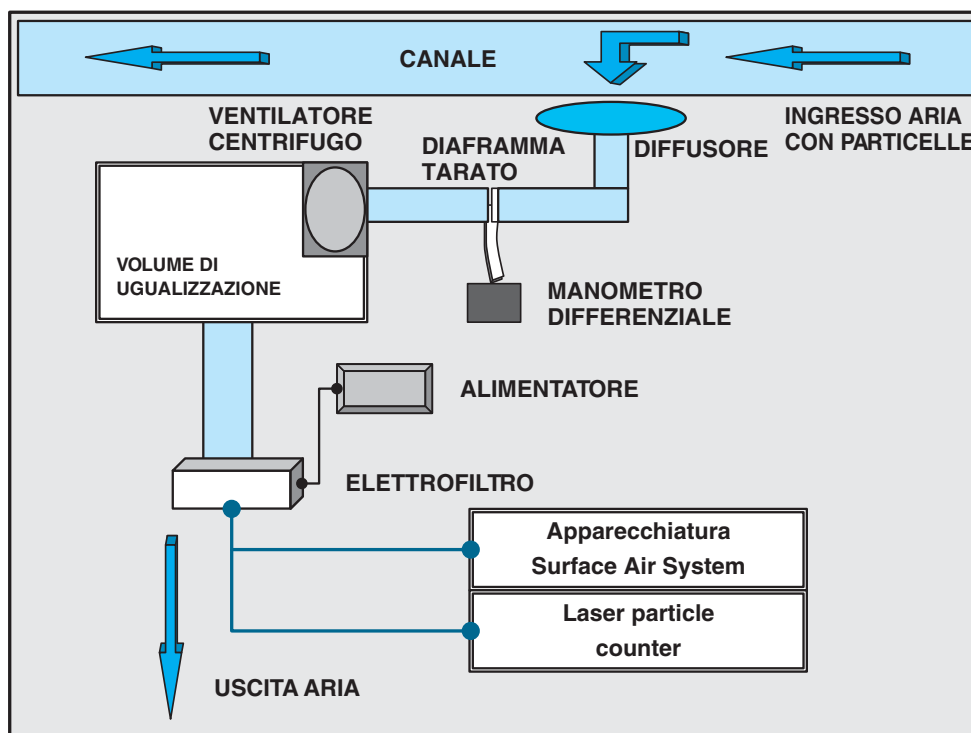 CANALE
VENTILATORE
CENTRIFUGO
DIAFRAMMA
TARATO
DIFFUSORE
INGRESSO ARIA
CON PARTICELLE
VOLUME DI
UGUALIZZAZIONE
MANOMETRO
DIFFERENZIALE
ALIMENTATORE
ELETTROFILTRO
Apparecchiatura
Surface Air System
Laser particle
counter
USCITA ARIA